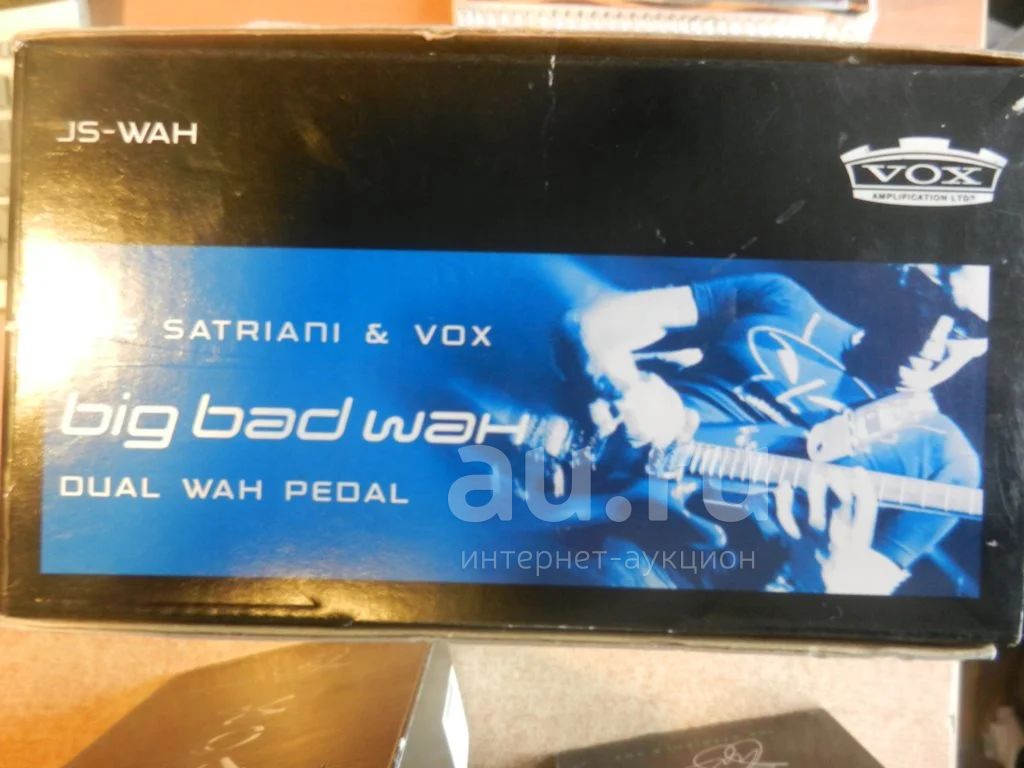 JS-WAH
VOX
AMPLIFICATION LTD
SATRIANI & VOX
big bad wah
DUAL WAH PEDAL
au.ru
интернет-аукцион